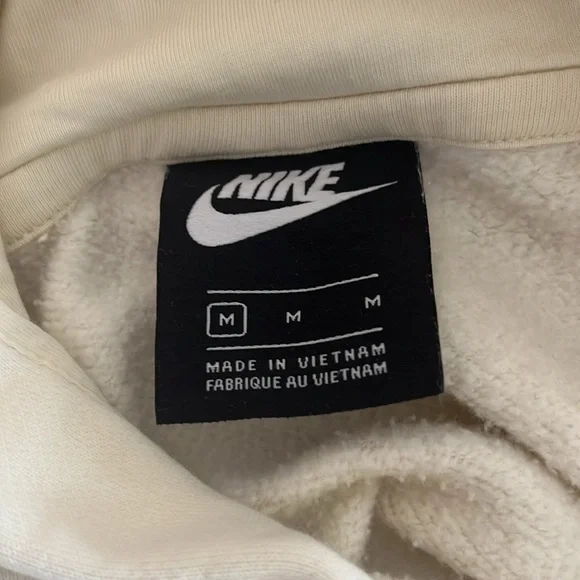 NIKE
M M M
MADE IN VIETNAM
FABRIQUE AU VIETNAM